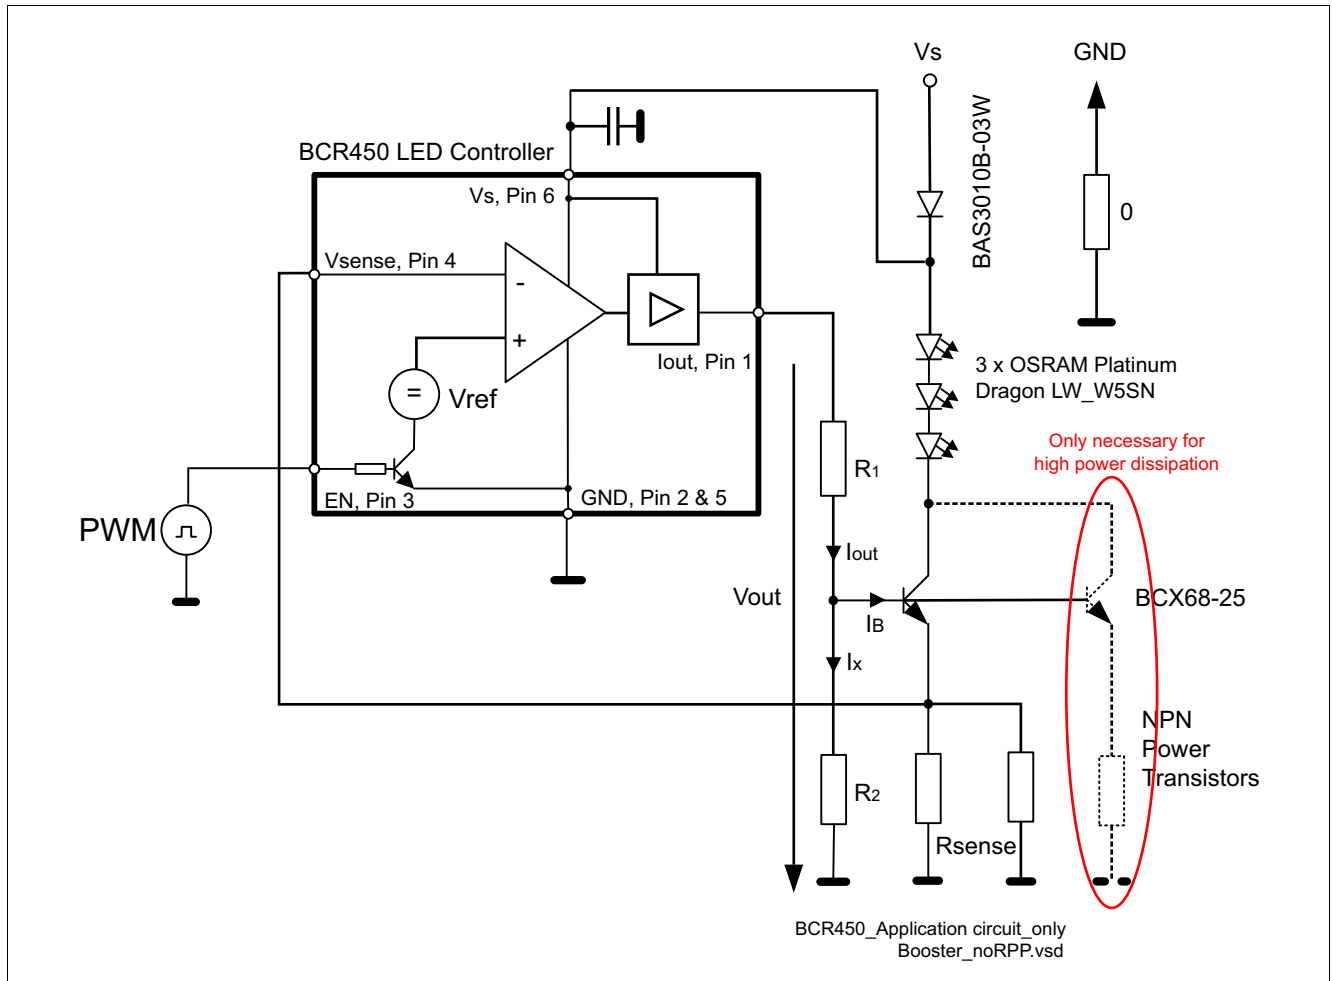 Vs
GND
BAS3010B-03W
BCR450 LED Controller
Vs, Pin 6
0
Vsense, Pin 4
-
+
Iout, Pin 1
3 x OSRAM Platinum
Dragon LW_W5SN
=
Vref
Only necessary for
high power dissipation
R1
EN, Pin 3
GND, Pin 2 & 5
PWM
Iout
Vout
IB
BCX68-25
Ix
NPN
Power
Transistors
R2
Rsense
BCR450_Application circuit_only
Booster_noRPP.vsd